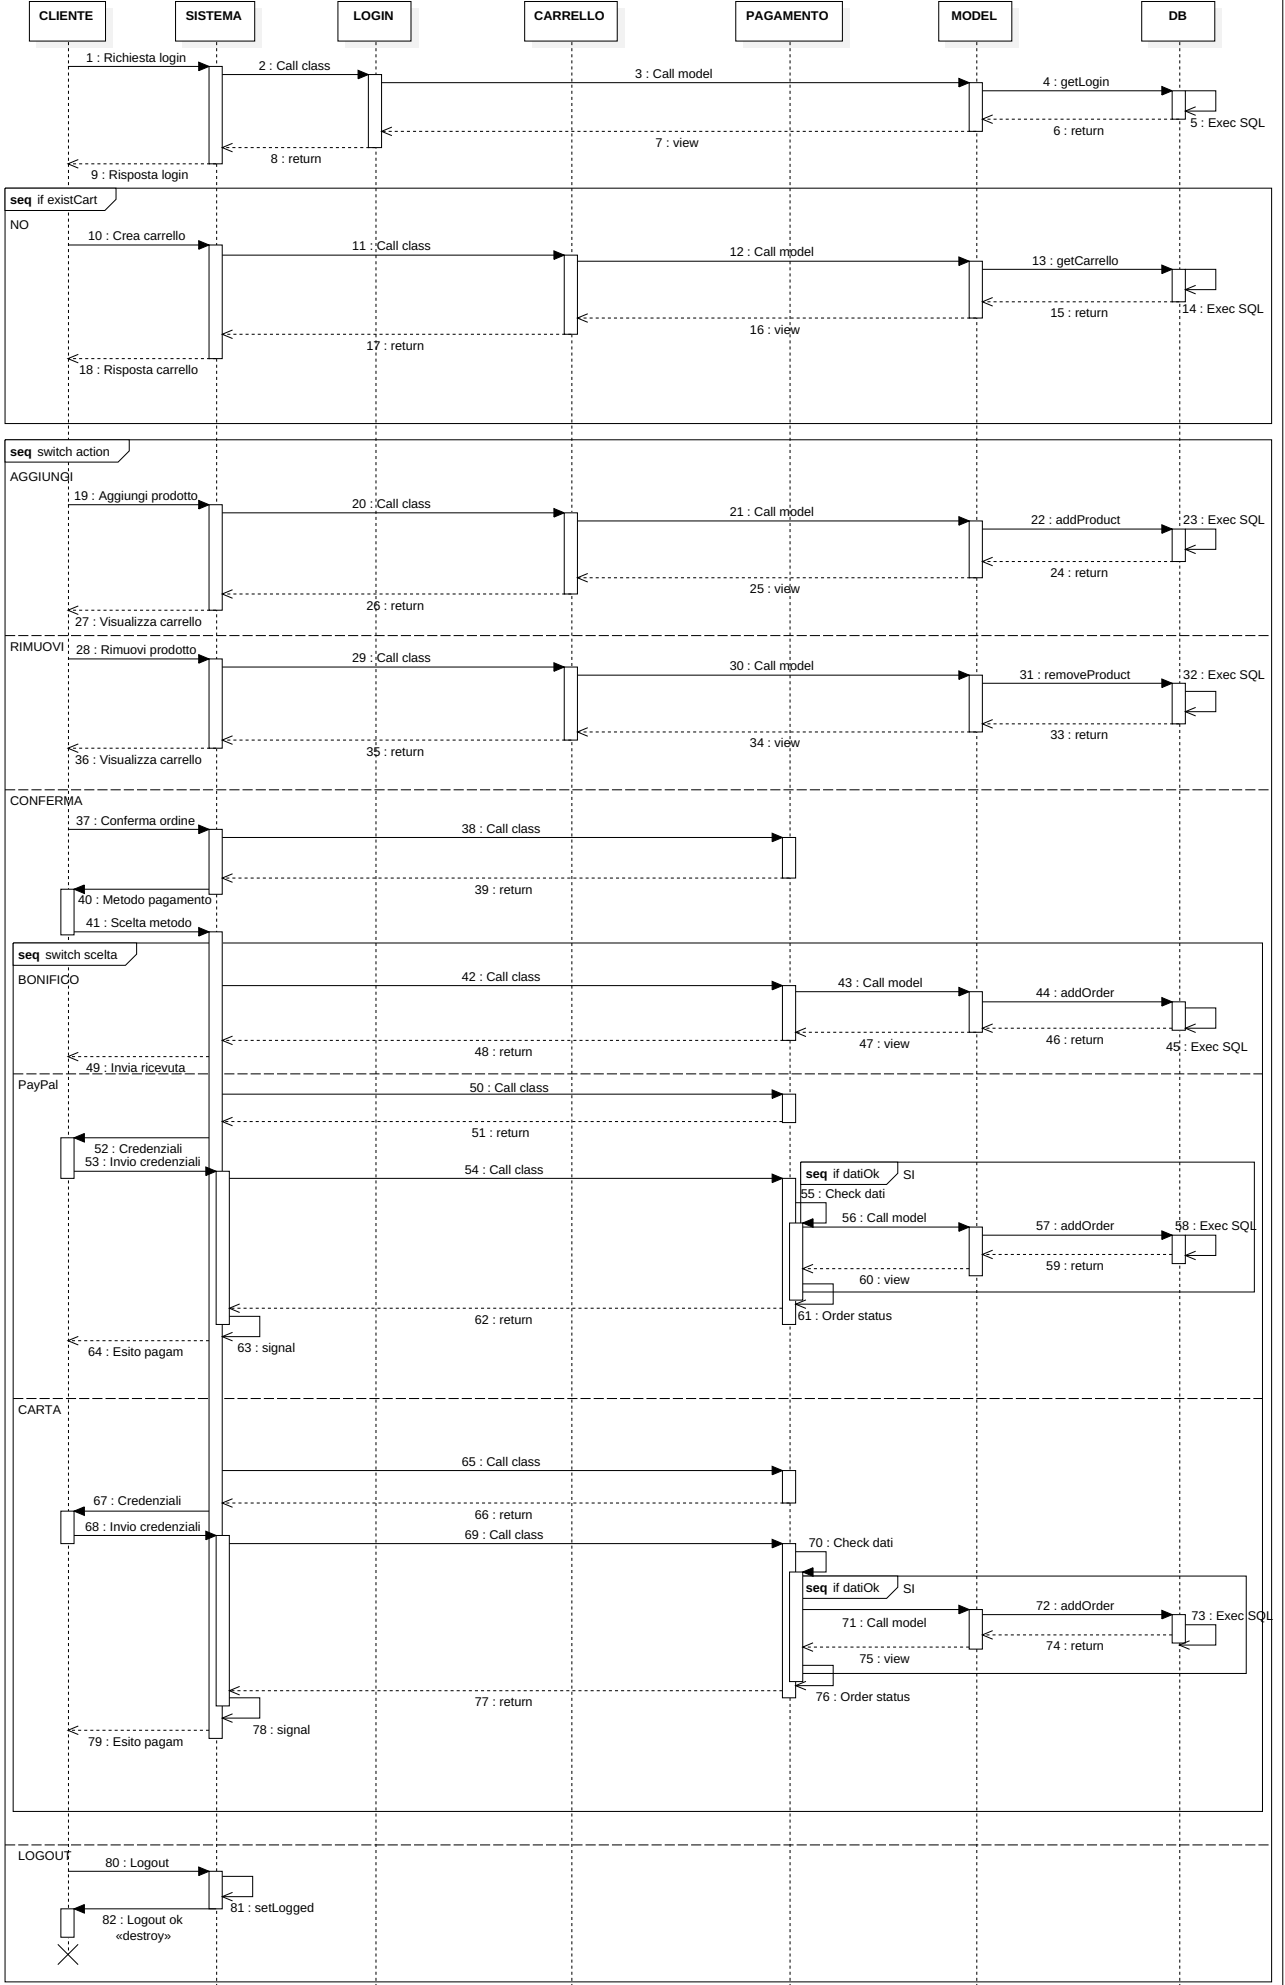 CLIENTE
SISTEMA
LOGIN
CARRELLO
PAGAMENTO
MODEL
DB
1 : Richiesta login
2 : Call class
3 : Call model
4 : getLogin
5 : Exec SQL
6 : return
7 : view
8 : return
9 : Risposta login
seq if existCart
NO
10 : Crea carrello
11 : Call class
12 : Call model
13 : getCarrello
14 : Exec SQL
15 : return
16 : view
17 : return
18 : Risposta carrello
seq switch action
AGGIUNGI
19 : Aggiungi prodotto
20 : Call class
21 : Call model
22 : addProduct
23 : Exec SQL
24 : return
25 : view
26 : return
27 : Visualizza carrello
RIMUOVI
28 : Rimuovi prodotto
29 : Call class
30 : Call model
31 : removeProduct
32 : Exec SQL
33 : return
34 : view
35 : return
36 : Visualizza carrello
CONFERMA
37 : Conferma ordine
38 : Call class
39 : return
40 : Metodo pagamento
41 : Scelta metodo
seq switch scelta
BONIFICO
42 : Call class
43 : Call model
44 : addOrder
45 : Exec SQL
46 : return
47 : view
48 : return
49 : Invia ricevuta
PayPal
50 : Call class
51 : return
52 : Credenziali
53 : Invio credenziali
54 : Call class
seq if datiOk
SI
55 : Check dati
56 : Call model
57 : addOrder
58 : Exec SQL
59 : return
60 : view
61 : Order status
62 : return
63 : signal
64 : Esito pagam
CARTA
65 : Call class
66 : return
67 : Credenziali
68 : Invio credenziali
69 : Call class
70 : Check dati
seq if datiOk
SI
71 : Call model
72 : addOrder
73 : Exec SQL
74 : return
75 : view
76 : Order status
77 : return
78 : signal
79 : Esito pagam
LOGOUT
80 : Logout
81 : setLogged
82 : Logout ok
«destroy»